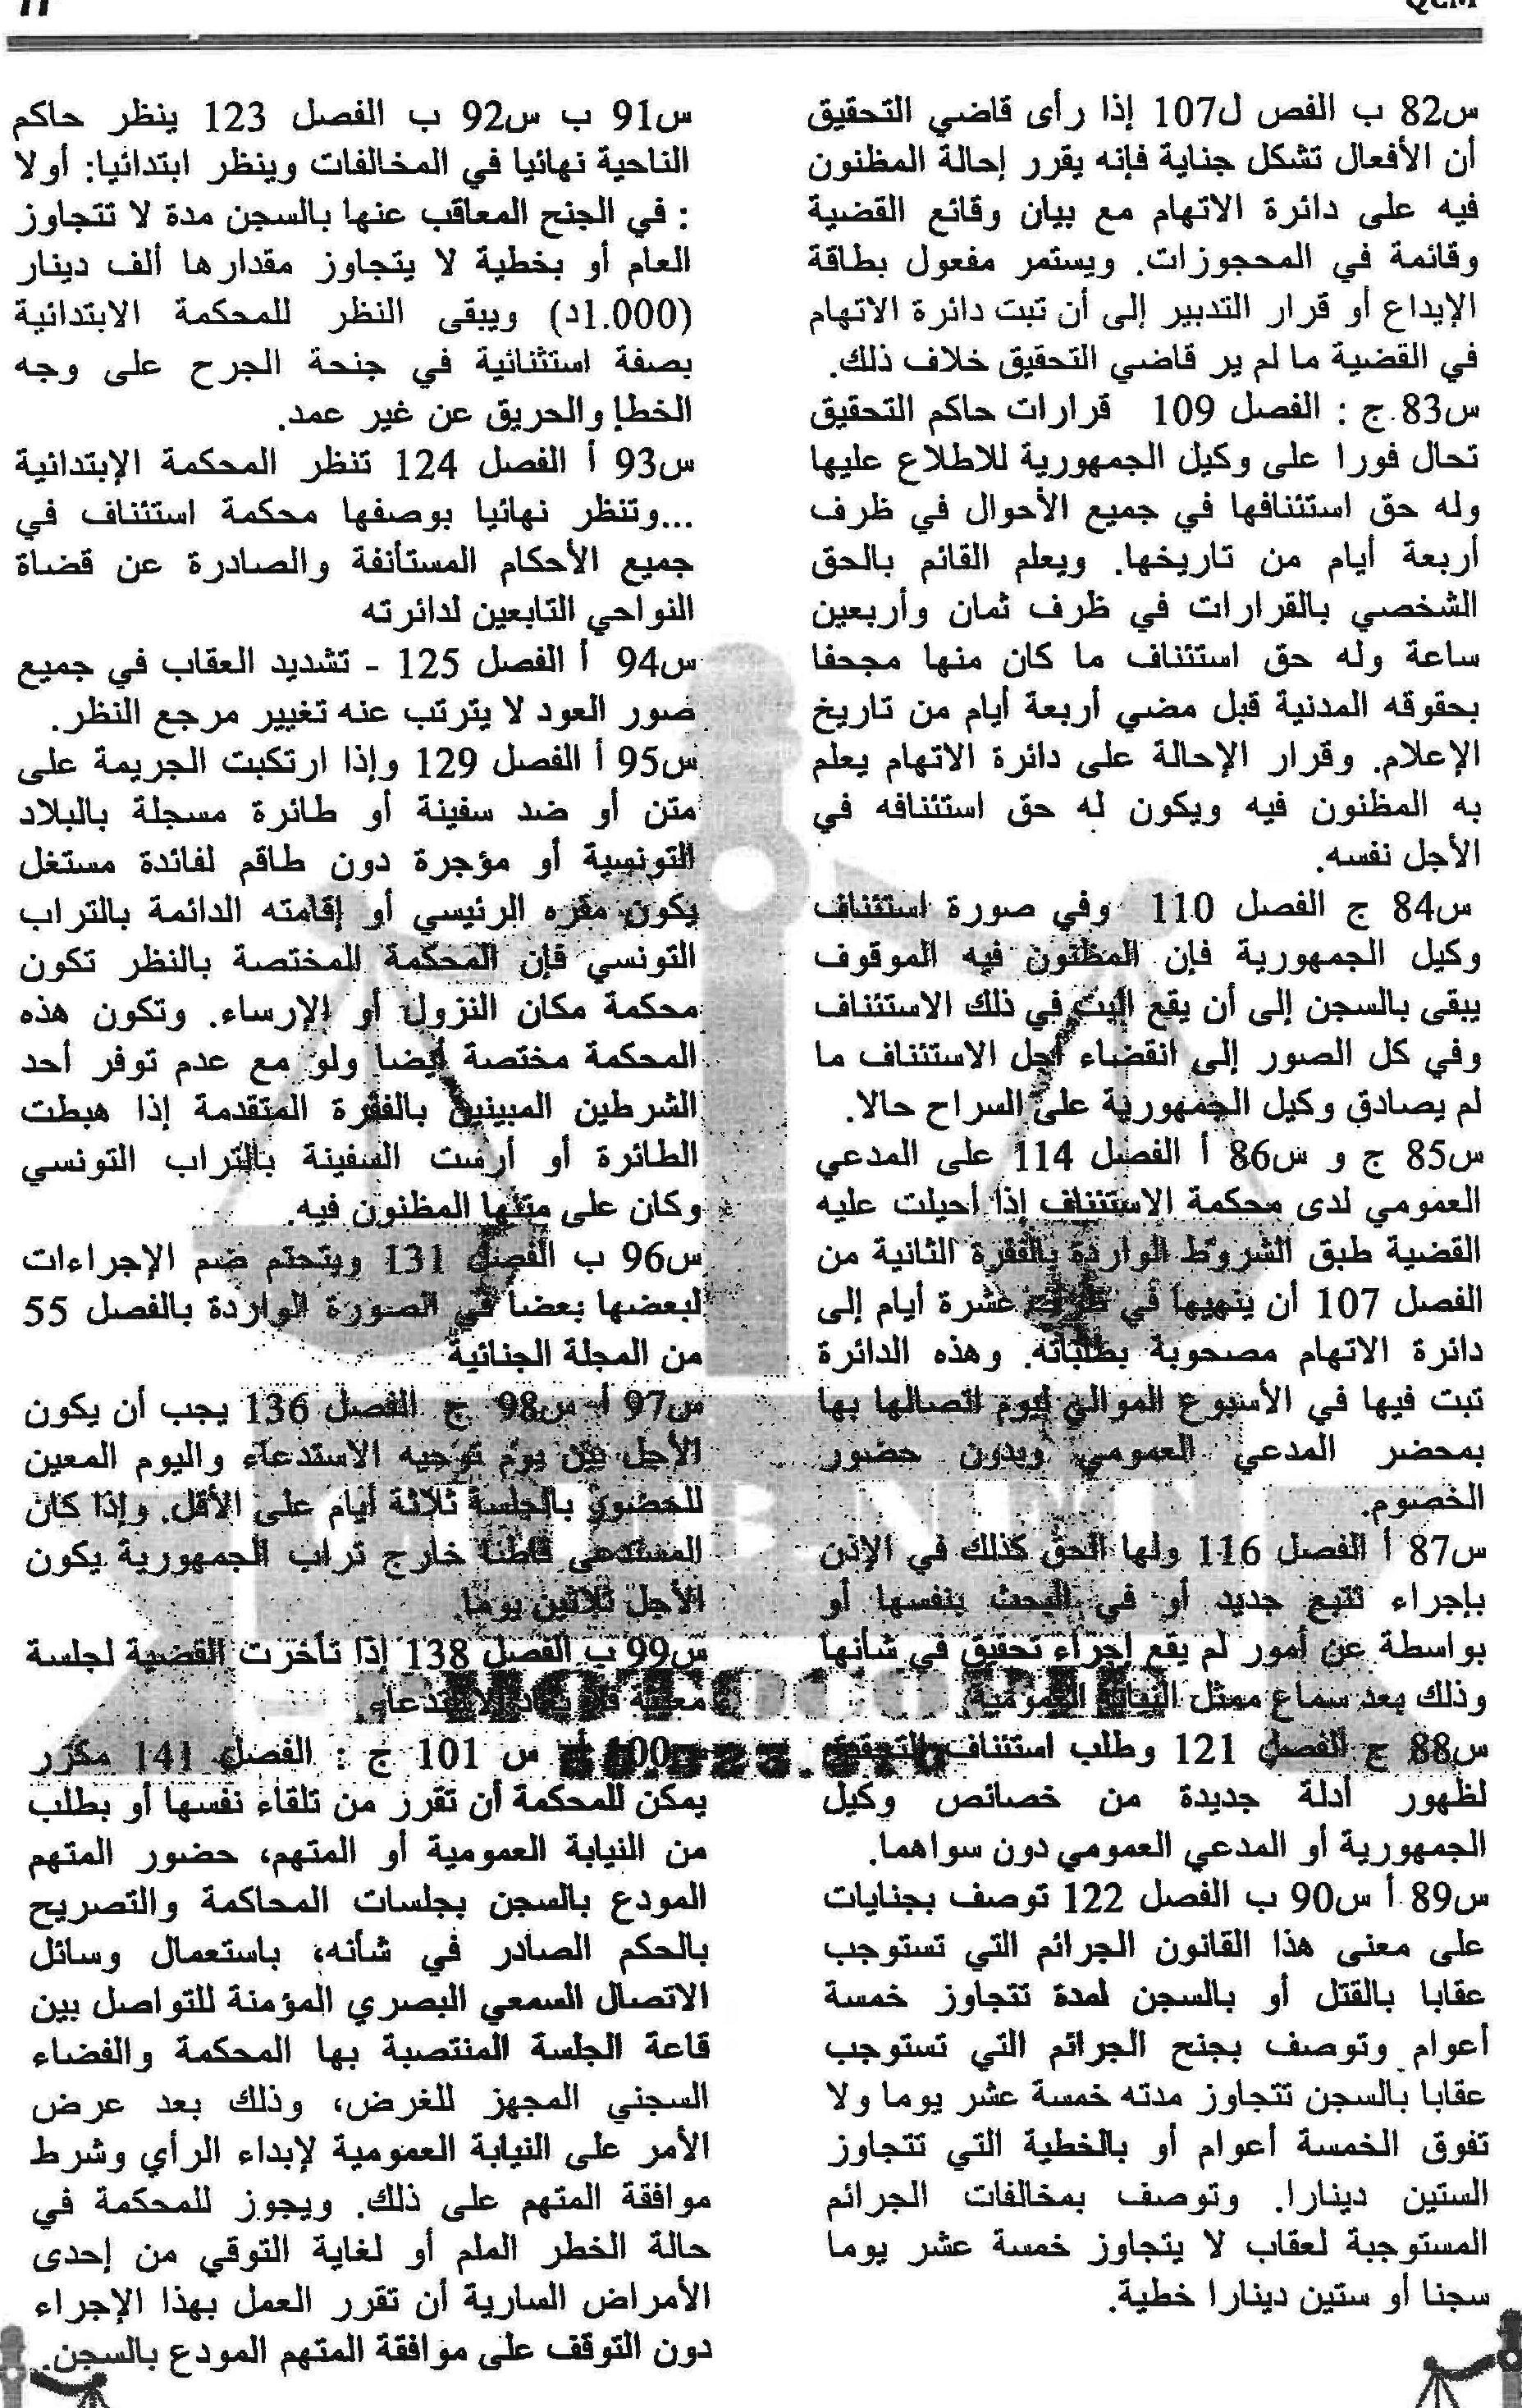 QCM
س82 ب الفص ل107 إذا رأى قاضي التحقيق
أن الأفعال تشكل جناية فإنه يقرر إحالة المظنون
فيه على دائرة الاتهام مع بيان وقائع القضية
وقائمة في المحجوزات. ويستمر مفعول بطاقة
الإيداع أو قرار التدبير إلى أن تبت دائرة الاتهام
في القضية ما لم ير قاضي التحقيق خلاف ذلك.
س83 ج : الفصل 109 قرارات حاكم التحقيق
تحال فورا على وكيل الجمهورية للاطلاع عليها
وله حق استئنافها في جميع الأحوال في ظرف
أربعة أيام من تاريخها. ويعلم القائم بالحق
الشخصي بالقرارات في ظرف ثمان وأربعين
ساعة وله حق استئناف ما كان منها مجحفا
بحقوقه المدنية قبل مضي أربعة أيام من تاريخ
الإعلام. وقرار الإحالة على دائرة الاتهام يعلم
به المظنون فيه ويكون له حق استئنافه في
الأجل نفسه.
س84 ج الفصل 110 وفي صورة استئناف
وكيل الجمهورية فإن المظنون فيه الموقوف
يبقى بالسجن إلى أن يقع البت في ذلك الاستئناف
وفي كل الصور إلى انقضاء أجل الاستئناف ما
لم يصادق وكيل الجمهورية على السراح حالا.
س85 ج و س86 أ الفصل 114 على المدعي
العمومي لدى محكمة الاستئناف إذا أحيلت عليه
القضية طبق الشروط الواردة بالفقرة الثانية من
الفصل 107 أن ينهيها في ظرف عشرة أيام إلى
دائرة الاتهام مصحوبة بطلباته. وهذه الدائرة
تبت فيها في الأسبوع الموالي ليوم اتصالها بها
بمحضر المدعي العمومي وبدون حضور
الخصوم.
س87 أ الفصل 116 ولها الحق كذلك في الإذن
بإجراء تتبع جديد أو في البحث بنفسها أو
بواسطة عن أمور لم يقع إجراء تحقيق في شأنها
وذلك بعد سماع ممثل النيابة العمومية
س88 ج الفصل 121 وطلب استئناف التحقيق
لظهور أدلة جديدة من خصائص وكيل
الجمهورية أو المدعي العمومي دون سواهما.
س89 أ س90 ب الفصل 122 توصف بجنايات
على معنى هذا القانون الجرائم التي تستوجب
عقابا بالقتل أو بالسجن لمدة تتجاوز خمسة
أعوام وتوصف بجنح الجرائم التي تستوجب
عقابا بالسجن تتجاوز مدته خمسة عشر يوما ولا
تفوق الخمسة أعوام أو بالخطية التي تتجاوز
الستين دينارا. وتوصف بمخالفات الجرائم
المستوجبة لعقاب لا يتجاوز خمسة عشر يوما
سجنا أو ستين دينارا خطية.
س91 ب س92 ب الفصل 123 ينظر حاكم
الناحية نهائيا في المخالفات وينظر ابتدائيا: أولا
: في الجنح المعاقب عنها بالسجن مدة لا تتجاوز
العام أو بخطية لا يتجاوز مقدارها ألف دينار
(1.000د) ويبقى النظر للمحكمة الابتدائية
بصفة استثنائية في جنحة الجرح على وجه
الخطإ والحريق عن غير عمد.
س93 أ الفصل 124 تنظر المحكمة الإبتدائية
...وتنظر نهائيا بوصفها محكمة استئناف في
جميع الأحكام المستأنفة والصادرة عن قضاة
النواحي التابعين لدائرته
س94 أ الفصل 125 - تشديد العقاب في جميع
صور العود لا يترتب عنه تغيير مرجع النظر.
س95 أ الفصل 129 وإذا ارتكبت الجريمة على
متن أو ضد سفينة أو طائرة مسجلة بالبلاد
التونسية أو مؤجرة دون طاقم لفائدة مستغل
يكون مقره الرئيسي أو إقامته الدائمة بالتراب
التونسي فإن المحكمة المختصة بالنظر تكون
محكمة مكان النزول أو الإرساء. وتكون هذه
المحكمة مختصة أيضا ولو مع عدم توفر أحد
الشرطين المبينين بالفقرة المتقدمة إذا هبطت
الطائرة أو أرست السفينة بالتراب التونسي
وكان على متنها المظنون فيه.
س96 ب الفصل 131 ويتحتم ضم الإجراءات
لبعضها بعضا في الصورة الواردة بالفصل 55
من المجلة الجنائية
س97 أ س98 ج الفصل 136 يجب أن يكون
الأجل بين يوم توجيه الاستدعاء واليوم المعين
للحضور بالجلسة ثلاثة أيام على الأقل. وإذا كان
المستدعى قاطنا خارج تراب الجمهورية يكون
الأجل ثلاثين يوما.
س99 ب الفصل 138 إذا تأخرت القضية لجلسة
معينة
س100 أ س 101 ج : الفصل 141 مكرر
يمكن للمحكمة أن تقرر من تلقاء نفسها أو بطلب
من النيابة العمومية أو المتهم، حضور المتهم
المودع بالسجن بجلسات المحاكمة والتصريح
بالحكم الصادر في شأنه، باستعمال وسائل
الاتصال السمعي البصري المؤمنة للتواصل بين
قاعة الجلسة المنتصبة بها المحكمة والفضاء
السجني المجهز للغرض، وذلك بعد عرض
الأمر على النيابة العمومية لإبداء الرأي وشرط
موافقة المتهم على ذلك. ويجوز للمحكمة في
حالة الخطر الملم أو لغاية التوقي من إحدى
الأمراض السارية أن تقرر العمل بهذا الإجراء
دون التوقف على موافقة المتهم المودع بالسجن.